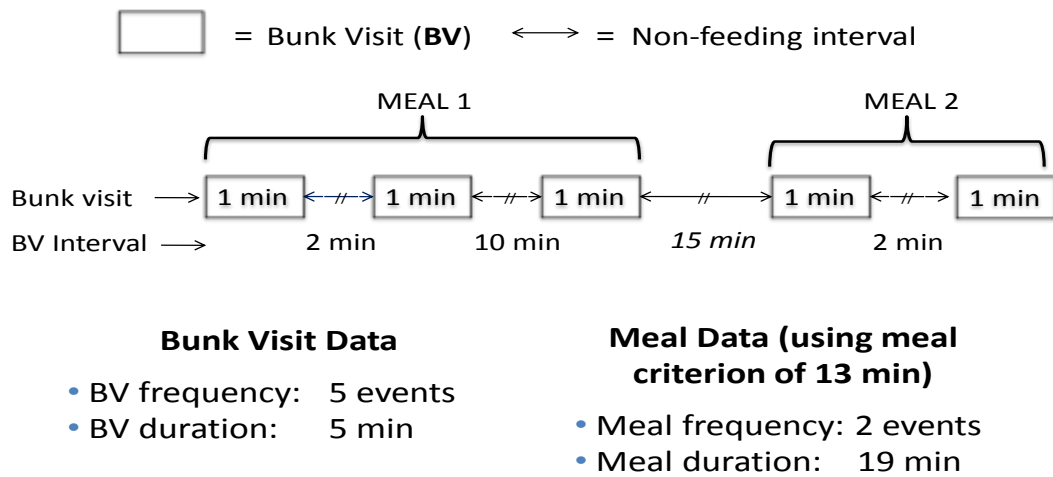 = Bunk Visit (BV) = Non-feeding interval
MEAL 1 MEAL 2
Bunk visit 1 min 1 min 1 min 1 min 1 min
BV Interval 2 min 10 min 15 min 2 min
Bunk Visit Data
• BV frequency: 5 events
• BV duration: 5 min
Meal Data (using meal
criterion of 13 min)
• Meal frequency: 2 events
• Meal duration: 19 min